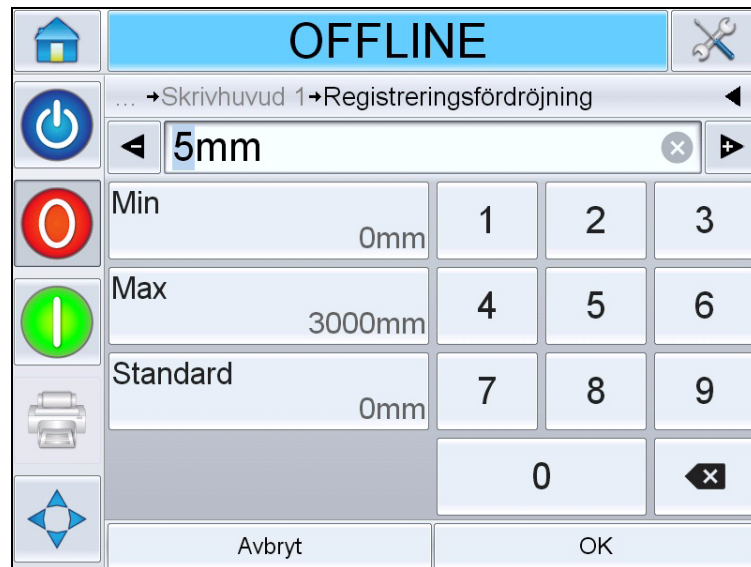 OFFLINE
... →Skrivhuvud 1→Registreringsfördröjning
5mm
Min
0mm
Max
3000mm
Standard
0mm
1 2 3
4 5 6
7 8 9
0
Avbryt OK